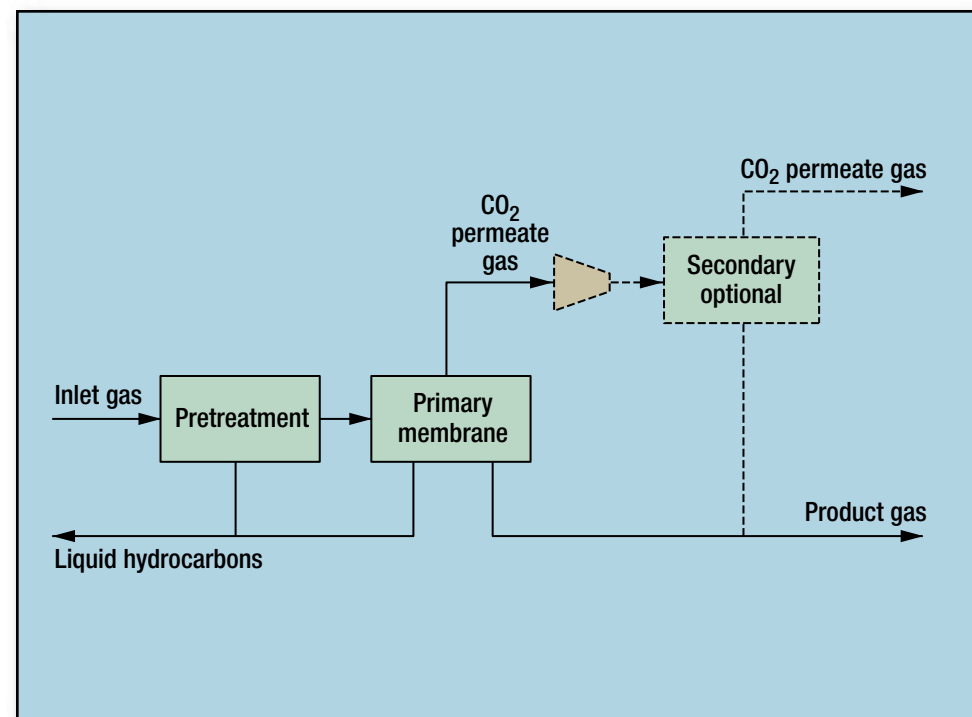 CO₂ permeate gas
CO₂
permeate
gas
Secondary
optional
Inlet gas
Pretreatment
Primary
membrane
Product gas
Liquid hydrocarbons